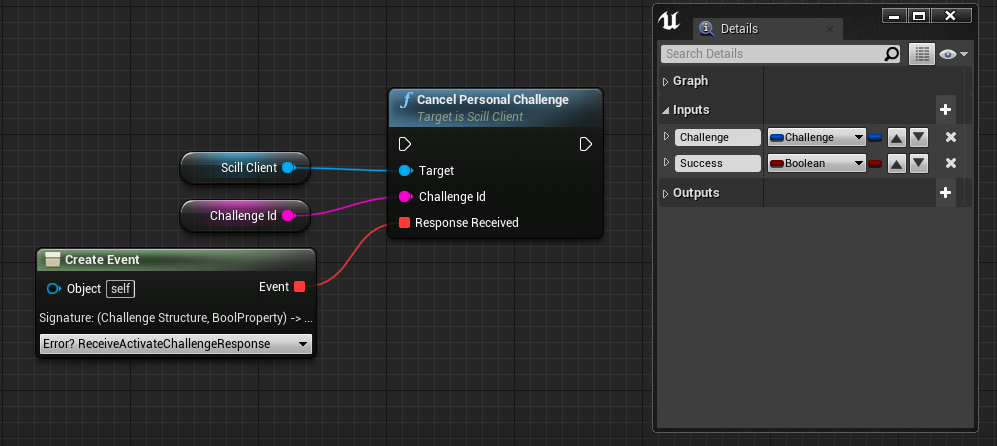 Cancel Personal Challenge
Target is Scill Client
Scill Client
Target
Challenge Id
Challenge Id
Response Received
Create Event
Object self
Event
Signature: (Challenge Structure, BoolProperty) -> ...
Error? ReceiveActivateChallengeResponse
Details
Search Details
Graph
Inputs
Challenge Challenge
Success Boolean
Outputs